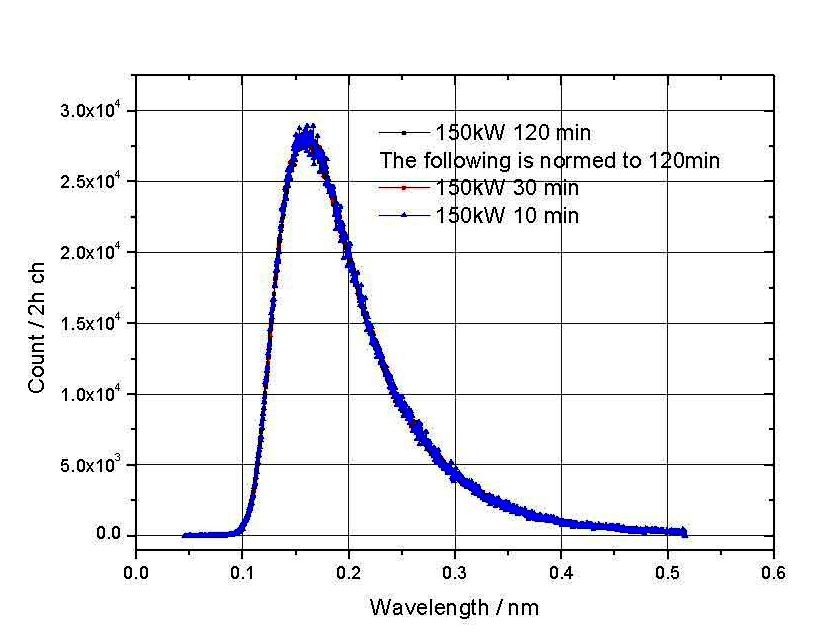 3.0x10⁴
2.5x10⁴
2.0x10⁴
1.5x10⁴
1.0x10⁴
5.0x10³
0.0
Count / 2h ch
150kW 120 min
The following is normed to 120min
150kW 30 min
150kW 10 min
0.0 0.1 0.2 0.3 0.4 0.5 0.6
Wavelength / nm